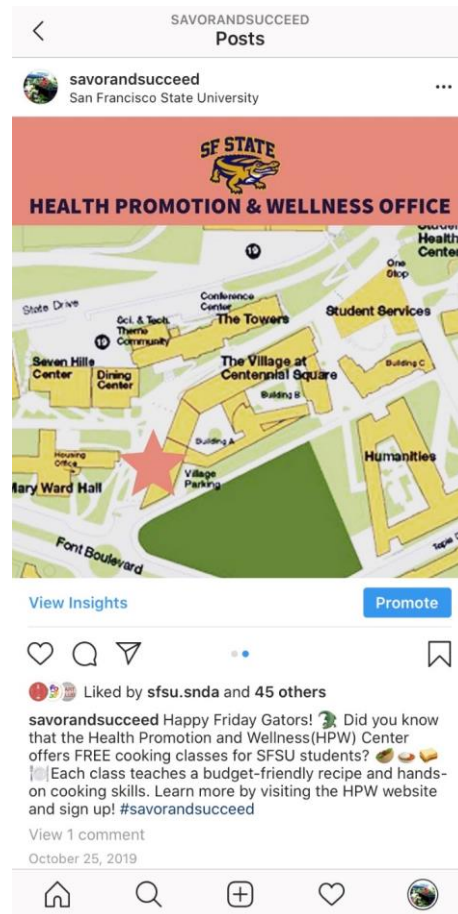 SAVORANDSUCCEED
Posts
savorandsucceed
San Francisco State University
SF STATE
HEALTH PROMOTION & WELLNESS OFFICE
Health
Center
One
Stop
19
State Drive
Conference
Center
The Towers
Student Services
Sci. & Tech.
Theme
Community
19
Seven Hills
Center
Dining
Center
The Village at
Centennial Square
Building C
Building B
Building A
Housing
Office
Village
Parking
Humanities
Mary Ward Hall
Font Boulevard
View Insights
Promote
Liked by sfsu.snda and 45 others
savorandsucceed Happy Friday Gators! 🐊 Did you know
that the Health Promotion and Wellness(HPW) Center
offers FREE cooking classes for SFSU students? 🥙🍛🥪
🍽Each class teaches a budget-friendly recipe and hands-
on cooking skills. Learn more by visiting the HPW website
and sign up! #savorandsucceed
View 1 comment
October 25, 2019